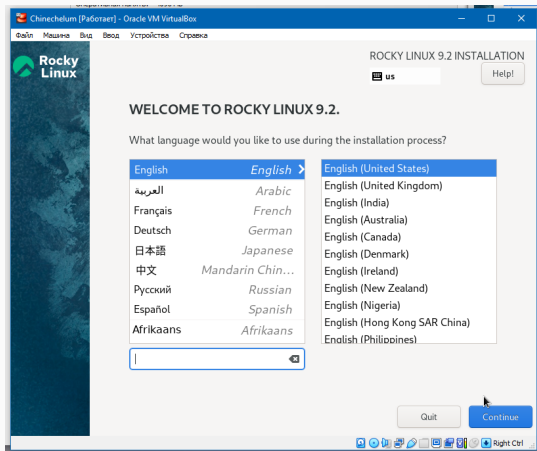 Chinechelum [Работает] - Oracle VM VirtualBox
Файл Машина Вид Ввод Устройства Справка
Rocky
Linux
ROCKY LINUX 9.2 INSTALLATION
us
Help!
WELCOME TO ROCKY LINUX 9.2.
What language would you like to use during the installation process?
English English
العربية Arabic
Français French
Deutsch German
日本語 Japanese
中文 Mandarin Chin...
Русский Russian
Español Spanish
Afrikaans Afrikaans
English (United States)
English (United Kingdom)
English (India)
English (Australia)
English (Canada)
English (Denmark)
English (Ireland)
English (New Zealand)
English (Nigeria)
English (Hong Kong SAR China)
English (Philippines)
Quit
Continue
Right Ctrl